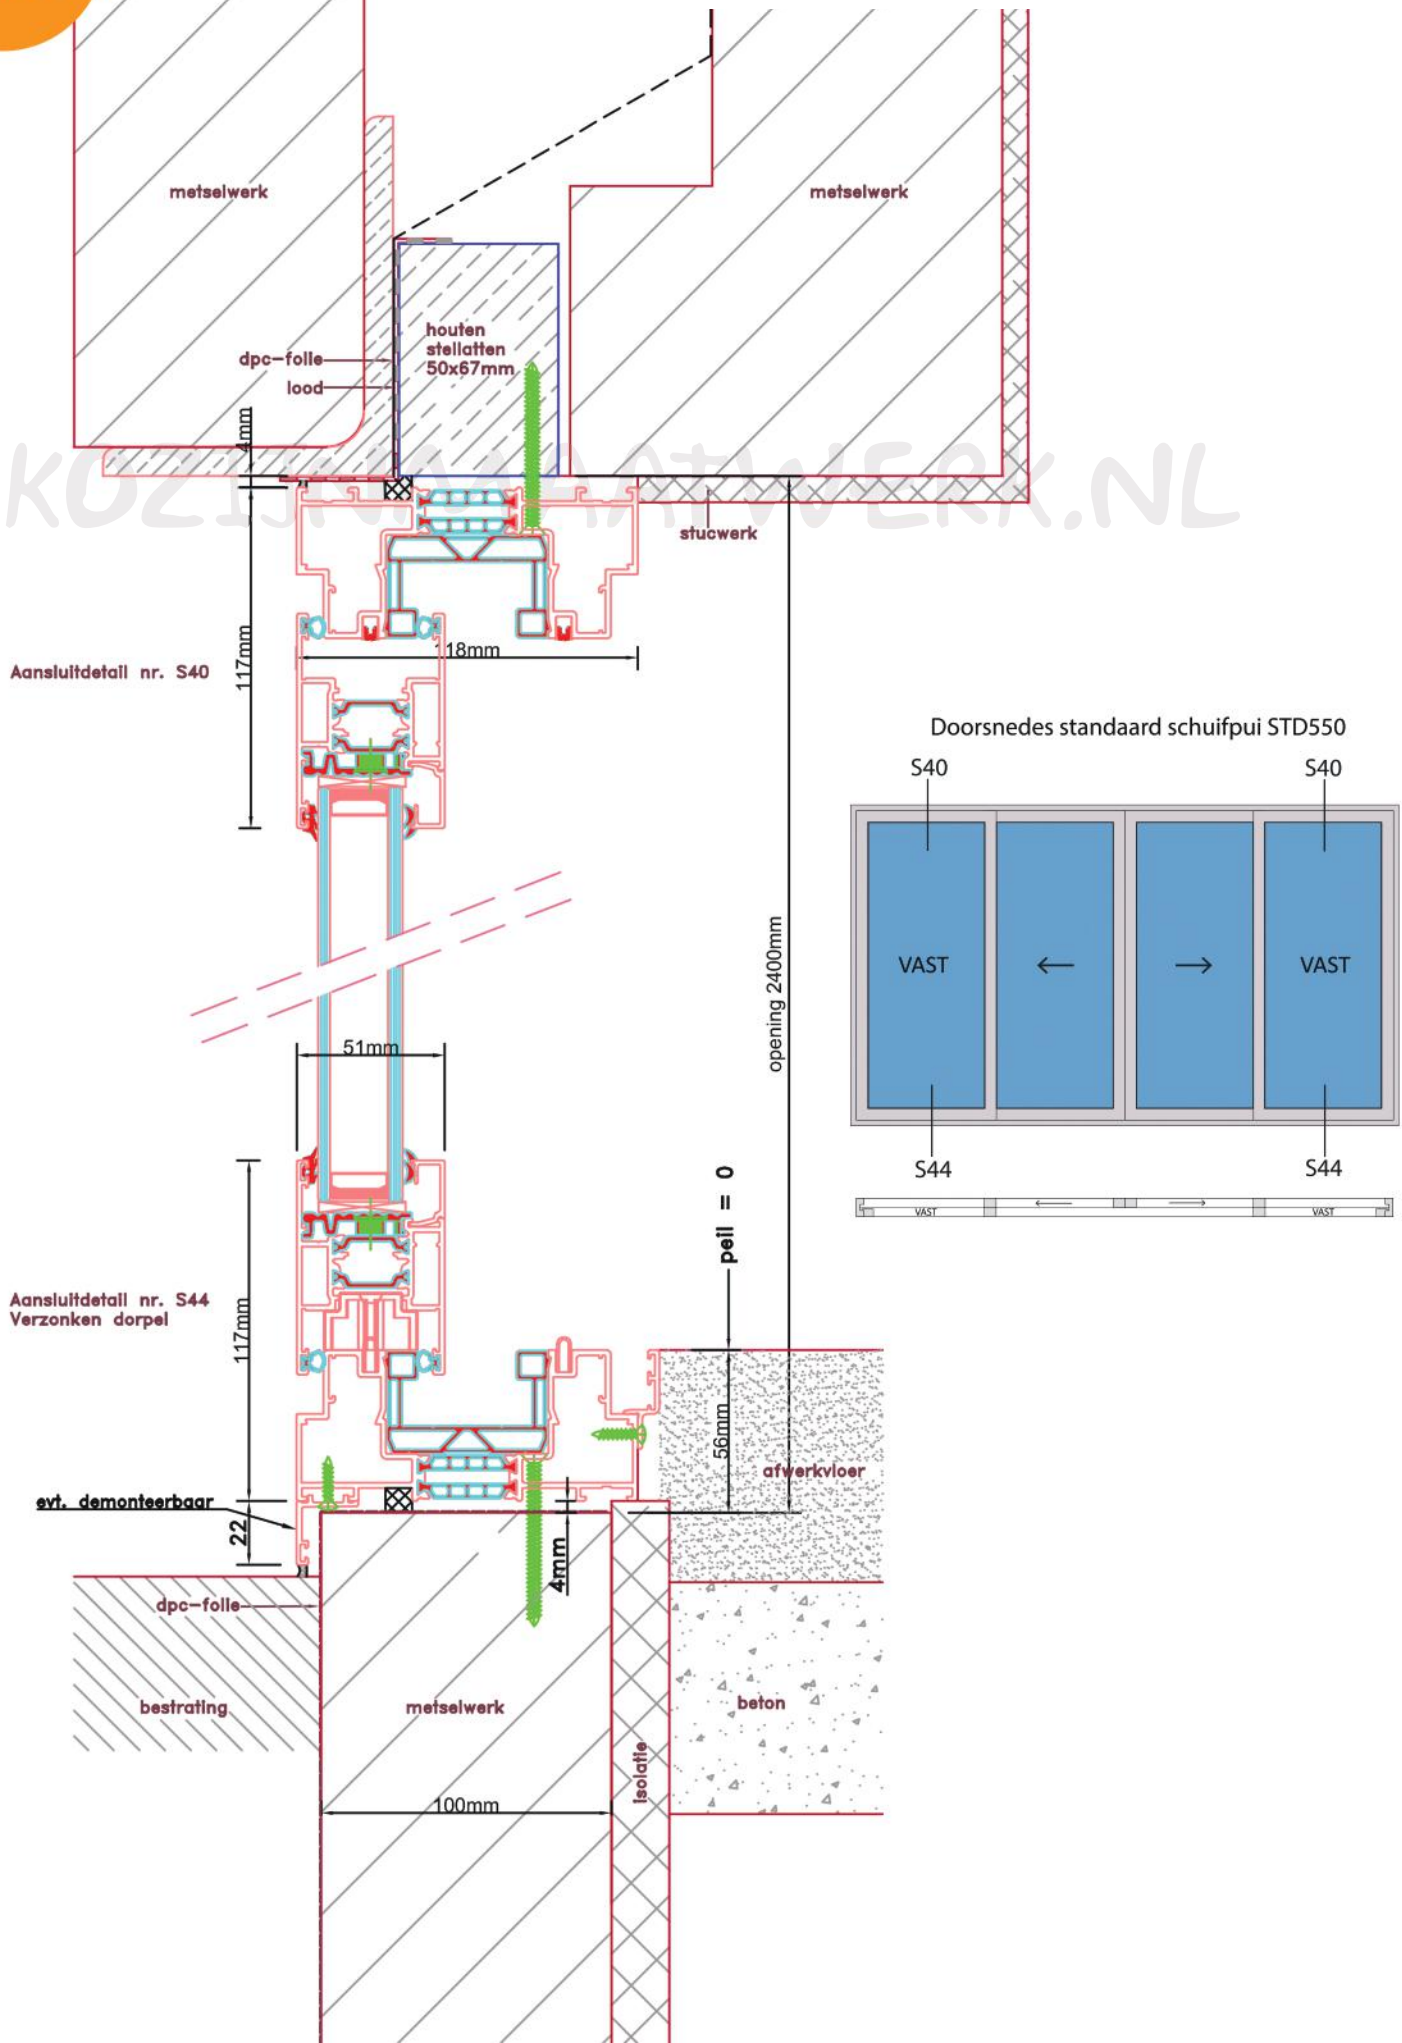 metselwerk
metselwerk
houten
stellatten
50x67mm
dpc-folie
lood
4mm
KOZIJNMAATWERK.NL
stucwerk
117mm
118mm
Aansluitdetail nr. S40
Doorsnedes standaard schuifpui STD550
S40
S40
VAST
VAST
opening 2400mm
51mm
S44
S44
VAST
VAST
peil = 0
Aansluitdetail nr. S44
Verzonken dorpel
117mm
56mm
afwerkvloer
evt. demonteerbaar
22
4mm
dpc-folie
bestrating
metselwerk
beton
isolatie
100mm